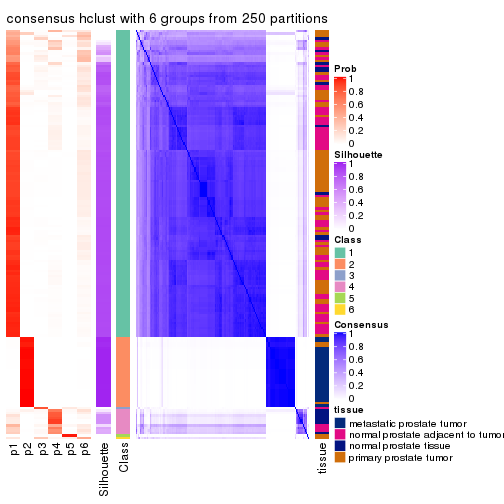 consensus hclust with 6 groups from 250 partitions
Prob
1
0.8
0.6
0.4
0.2
0
Silhouette
1
0.8
0.6
0.4
0.2
0
Class
1
2
3
4
5
6
Consensus
1
0.8
0.6
0.4
0.2
0
tissue
metastatic prostate tumor
normal prostate adjacent to tumor
normal prostate tissue
primary prostate tumor
p1
p2
p3
p4
p5
p6
Silhouette
Class
tissue